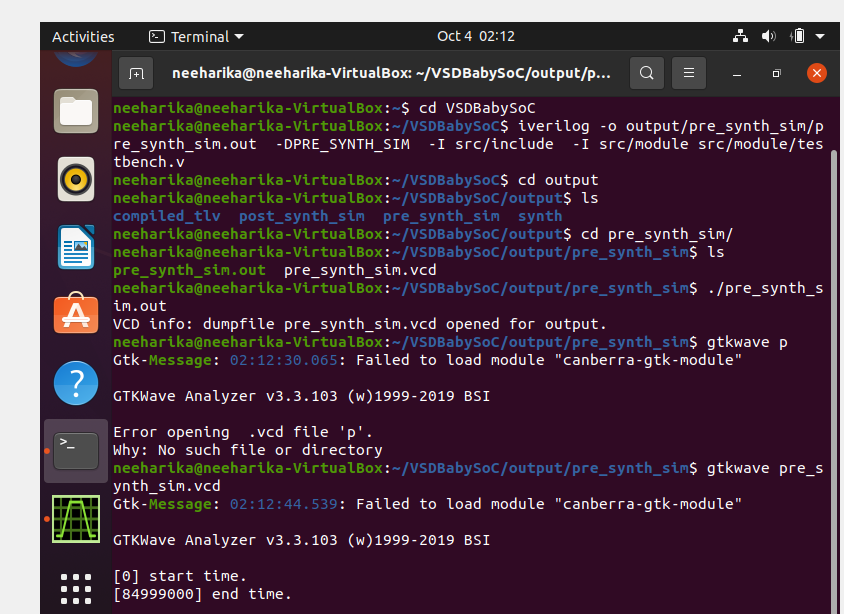 Activities
Terminal
Oct 4 02:12
neeharika@neeharika-VirtualBox: ~/VSDBabySoC/output/p...
neeharika@neeharika-VirtualBox:~$ cd VSDBabySoC
neeharika@neeharika-VirtualBox:~/VSDBabySoC$ iverilog -o output/pre_synth_sim/p
re_synth_sim.out  -DPRE_SYNTH_SIM  -I src/include  -I src/module src/module/tes
tbench.v
neeharika@neeharika-VirtualBox:~/VSDBabySoC$ cd output
neeharika@neeharika-VirtualBox:~/VSDBabySoC/output$ ls
compiled_tlv  post_synth_sim  pre_synth_sim  synth
neeharika@neeharika-VirtualBox:~/VSDBabySoC/output$ cd pre_synth_sim/
neeharika@neeharika-VirtualBox:~/VSDBabySoC/output/pre_synth_sim$ ls
pre_synth_sim.out  pre_synth_sim.vcd
neeharika@neeharika-VirtualBox:~/VSDBabySoC/output/pre_synth_sim$ ./pre_synth_s
im.out
VCD info: dumpfile pre_synth_sim.vcd opened for output.
neeharika@neeharika-VirtualBox:~/VSDBabySoC/output/pre_synth_sim$ gtkwave p
Gtk-Message: 02:12:30.065: Failed to load module "canberra-gtk-module"
GTKWave Analyzer v3.3.103 (w)1999-2019 BSI
Error opening  .vcd file 'p'.
Why: No such file or directory
neeharika@neeharika-VirtualBox:~/VSDBabySoC/output/pre_synth_sim$ gtkwave pre_s
ynth_sim.vcd
Gtk-Message: 02:12:44.539: Failed to load module "canberra-gtk-module"
GTKWave Analyzer v3.3.103 (w)1999-2019 BSI
[0] start time.
[84999000] end time.